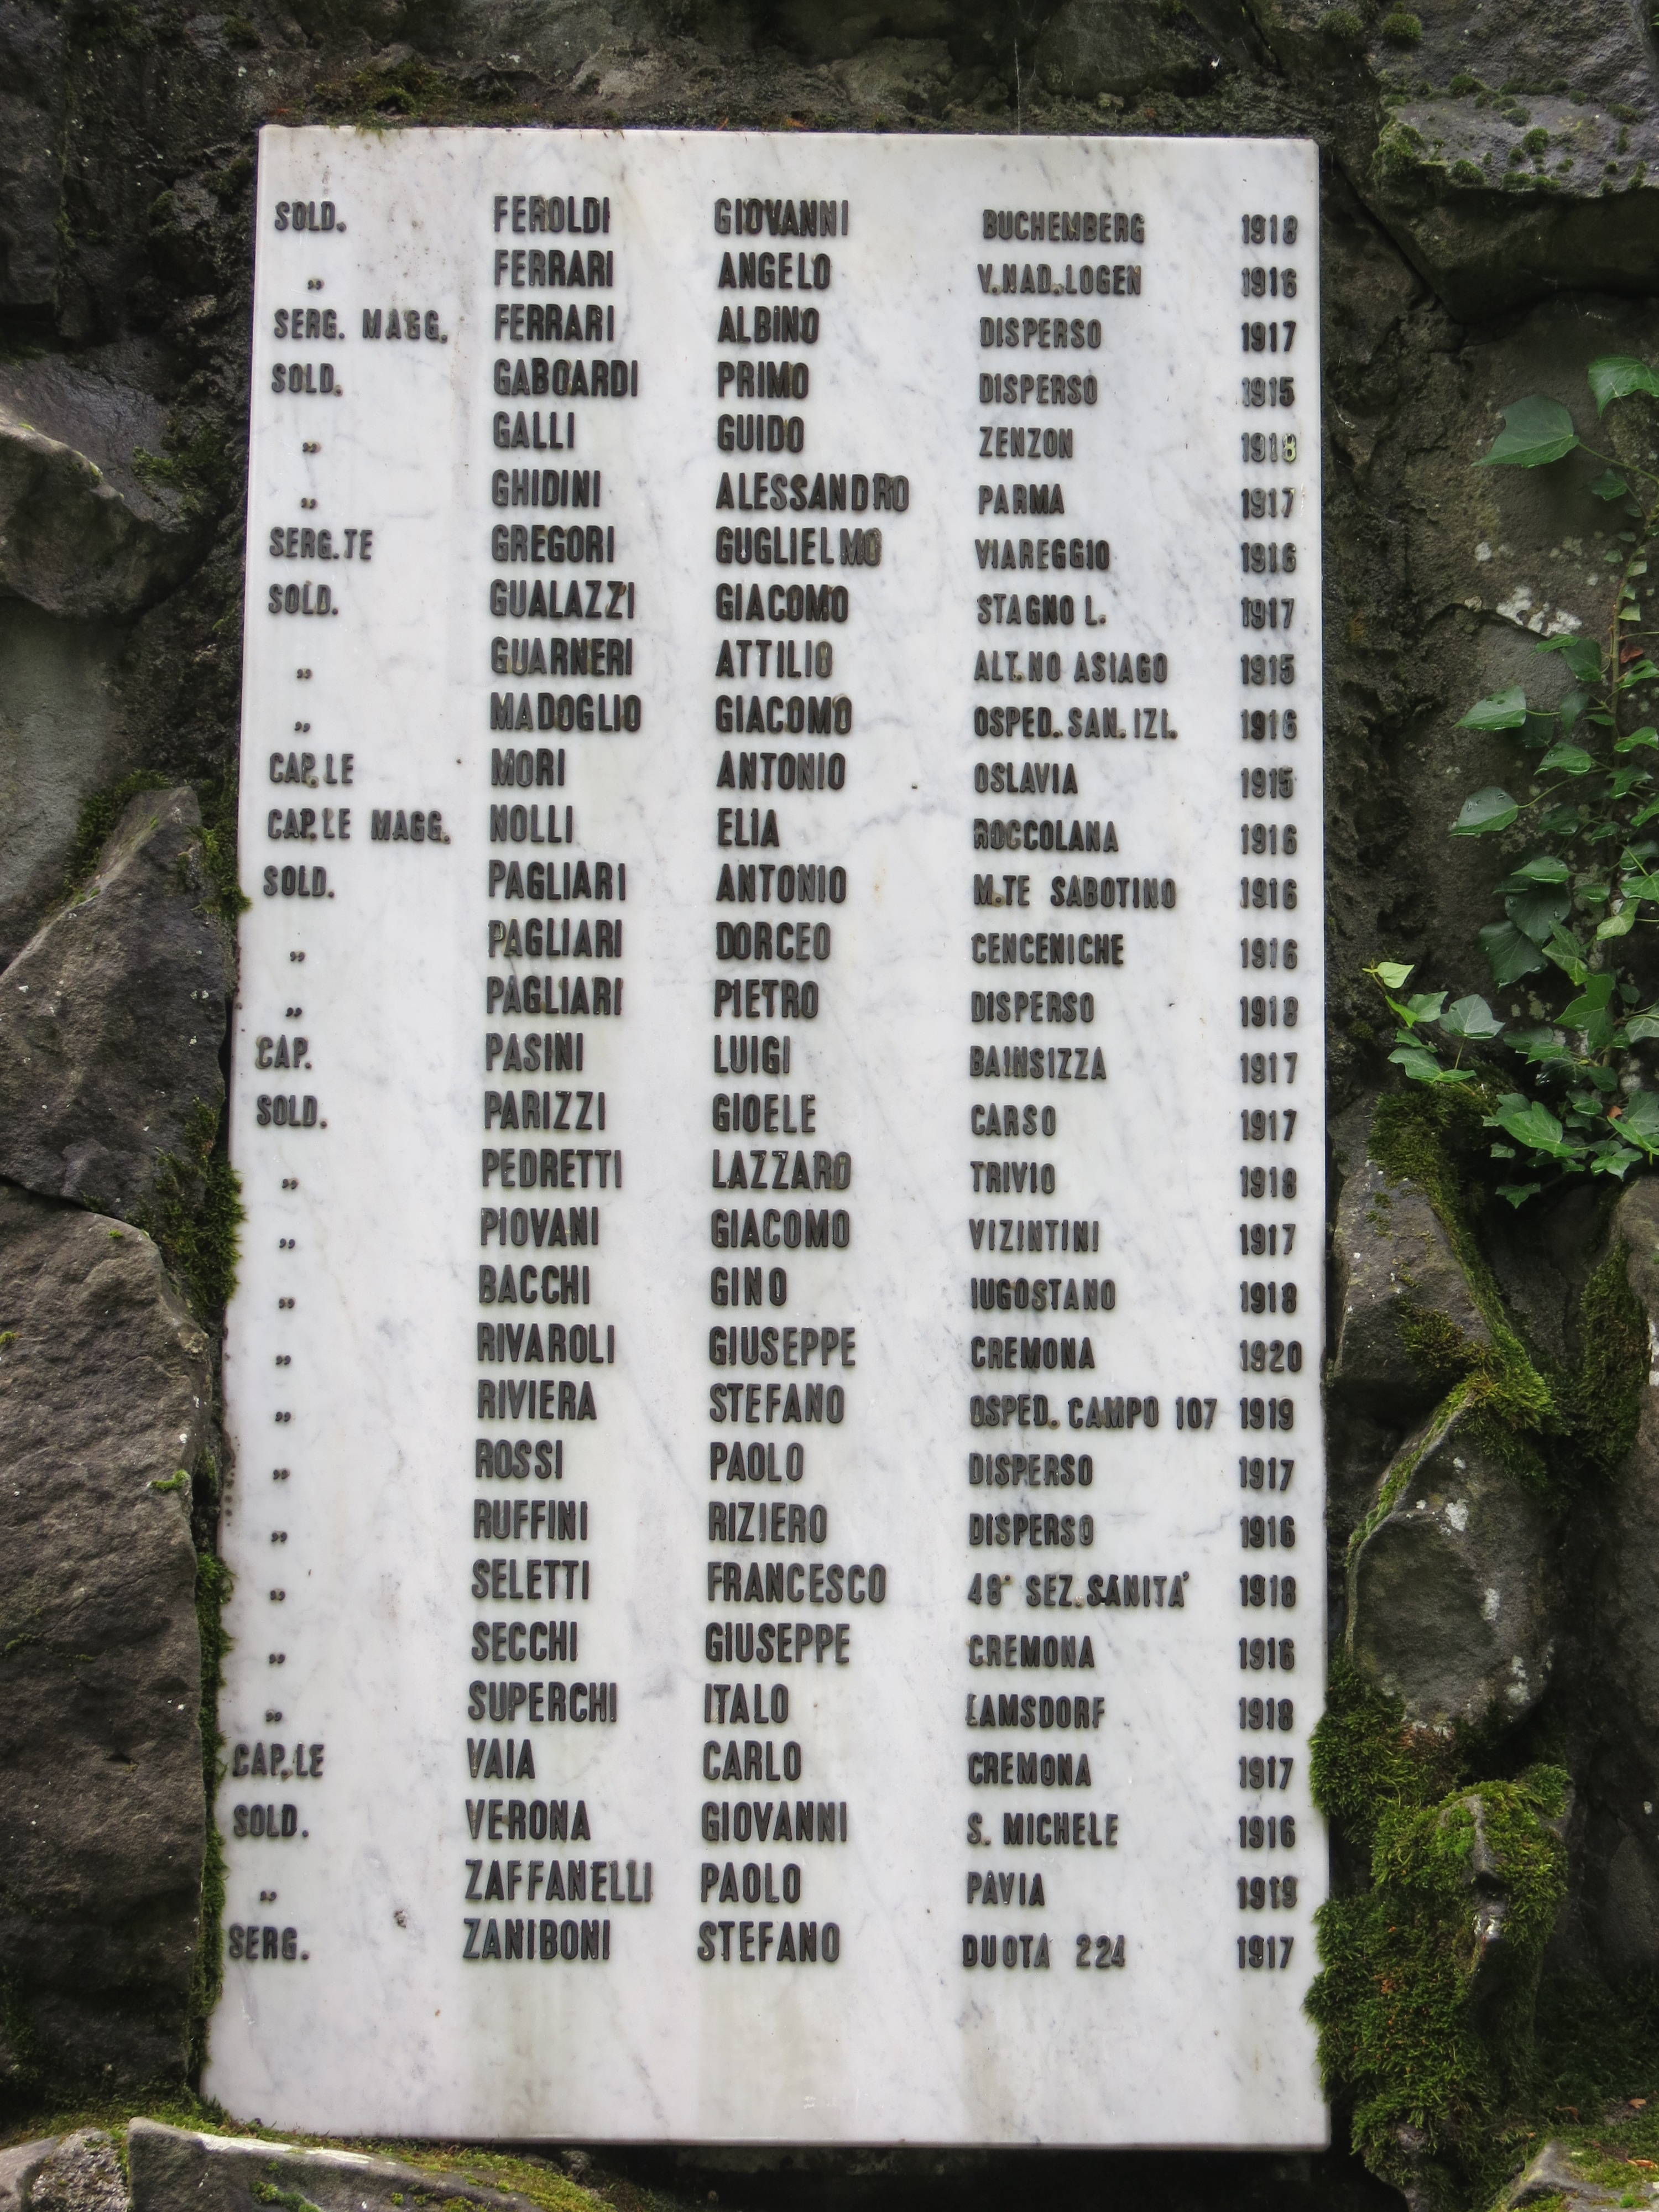 SOLD. FEROLDI GIOVANNI BUCHEMBERG 1918
„ FERRARI ANGELO V.NAD.LOGEN 1916
SERG. MAGG. FERRARI ALBINO DISPERSO 1917
SOLD. GABOARDI PRIMO DISPERSO 1915
„ GALLI GUIDO ZENZON 1918
„ GHIDINI ALESSANDRO PARMA 1917
SERG.TE GREGORI GUGLIELMO VIAREGGIO 1916
SOLD. GUALAZZI GIACOMO STAGNO L. 1917
„ GUARNERI ATTILIO ALT.NO ASIAGO 1915
„ MADOGLIO GIACOMO OSPED. SAN. IZI. 1916
CAP.LE MORI ANTONIO OSLAVIA 1915
CAP.LE MAGG. NOLLI ELIA ROCCOLANA 1916
SOLD. PAGLIARI ANTONIO M.TE SABOTINO 1916
„ PAGLIARI DORCEO CENCENICHE 1916
„ PAGLIARI PIETRO DISPERSO 1918
CAP. PASINI LUIGI BAINSIZZA 1917
SOLD. PARIZZI GIOELE CARSO 1917
„ PEDRETTI LAZZARO TRIVIO 1918
„ PIOVANI GIACOMO VIZINTINI 1917
„ BACCHI GINO IUGOSTANO 1918
„ RIVAROLI GIUSEPPE CREMONA 1920
„ RIVIERA STEFANO OSPED. CAMPO 107 1919
„ ROSSI PAOLO DISPERSO 1917
„ RUFFINI RIZIERO DISPERSO 1916
„ SELETTI FRANCESCO 48° SEZ.SANITA' 1918
„ SECCHI GIUSEPPE CREMONA 1916
„ SUPERCHI ITALO LAMSDORF 1918
CAP.LE VAIA CARLO CREMONA 1917
SOLD. VERONA GIOVANNI S. MICHELE 1916
„ ZAFFANELLI PAOLO PAVIA 1919
SERG. ZANIBONI STEFANO DUOTA 224 1917